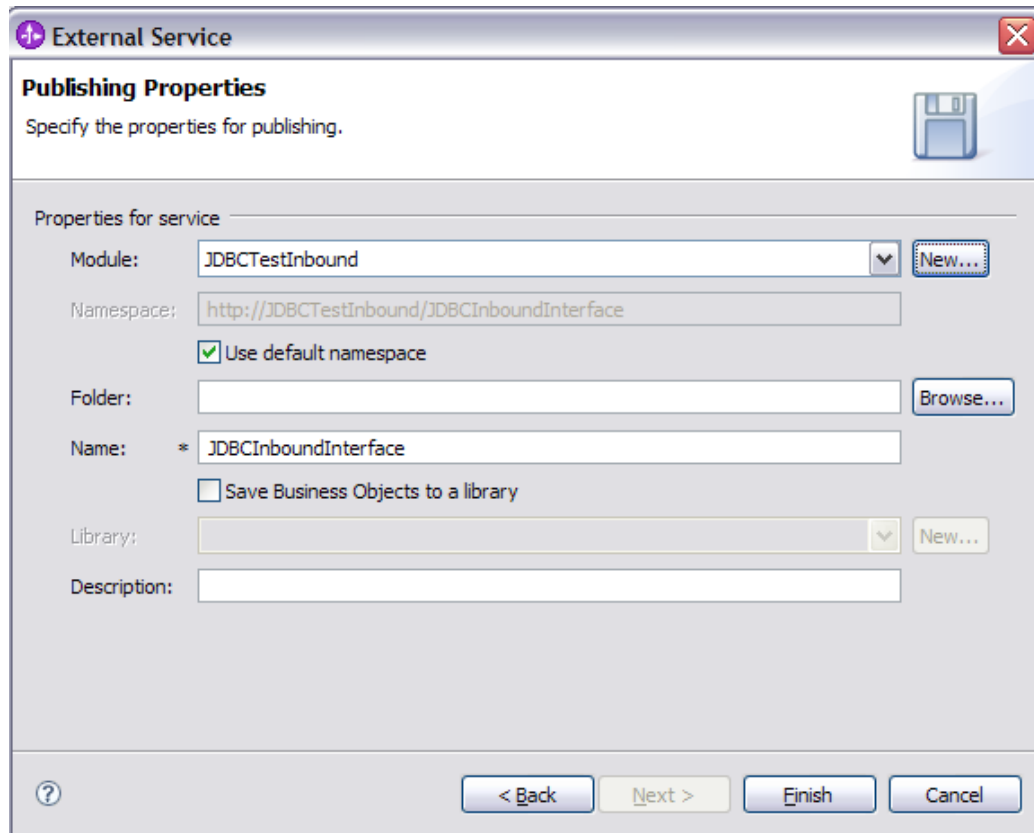 External Service
Publishing Properties
Specify the properties for publishing.
Properties for service
Module: JDBCTestInbound New...
Namespace: http://JDBCTestInbound/JDBCInboundInterface
Use default namespace
Folder: Browse...
Name: * JDBCInboundInterface
Save Business Objects to a library
Library: New...
Description:
? < Back Next > Finish Cancel